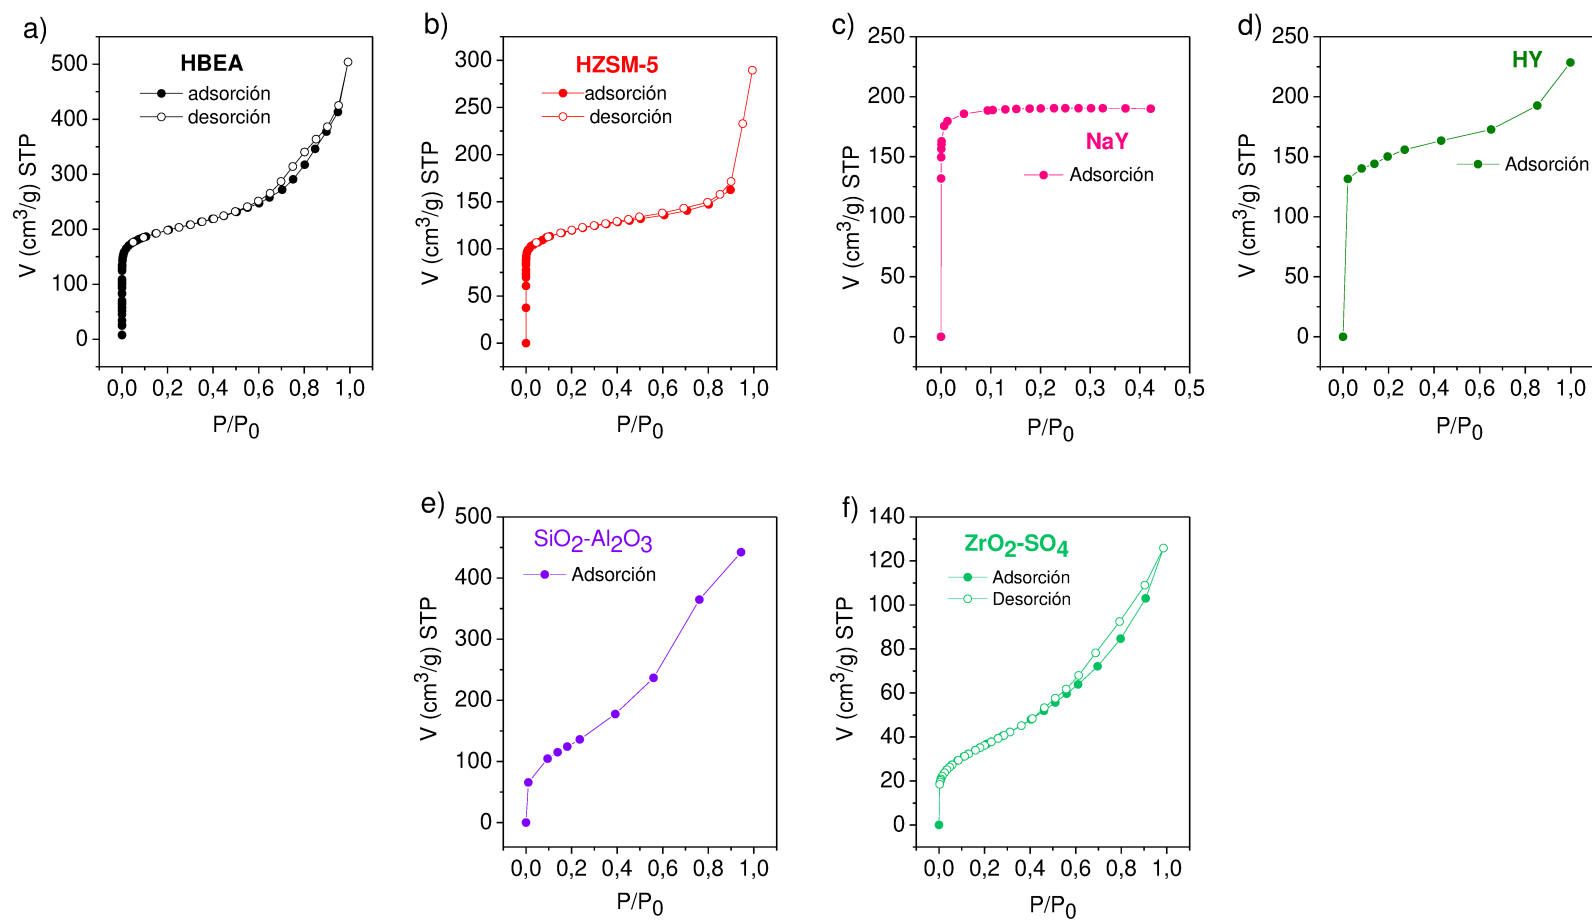 a)
HBEA
adsorción
desorción
500
400
300
200
100
0
V (cm3/g) STP
0,0 0,2 0,4 0,6 0,8 1,0
P/P0
b)
HZSM-5
adsorción
desorción
300
250
200
150
100
50
0
V (cm3/g) STP
0,0 0,2 0,4 0,6 0,8 1,0
P/P0
c)
250
200
150
100
50
0
NaY
Adsorción
V (cm3/g) STP
0,0 0,1 0,2 0,3 0,4 0,5
P/P0
d)
250
200
150
100
50
0
HY
Adsorción
V (cm3/g) STP
0,0 0,2 0,4 0,6 0,8 1,0
P/P0
e)
500
400
300
200
100
0
SiO2-Al2O3
Adsorción
V (cm3/g) STP
0,0 0,2 0,4 0,6 0,8 1,0
P/P0
f)
140
120
100
80
60
40
20
0
ZrO2-SO4
Adsorción
Desorción
V (cm3/g) STP
0,0 0,2 0,4 0,6 0,8 1,0
P/P0